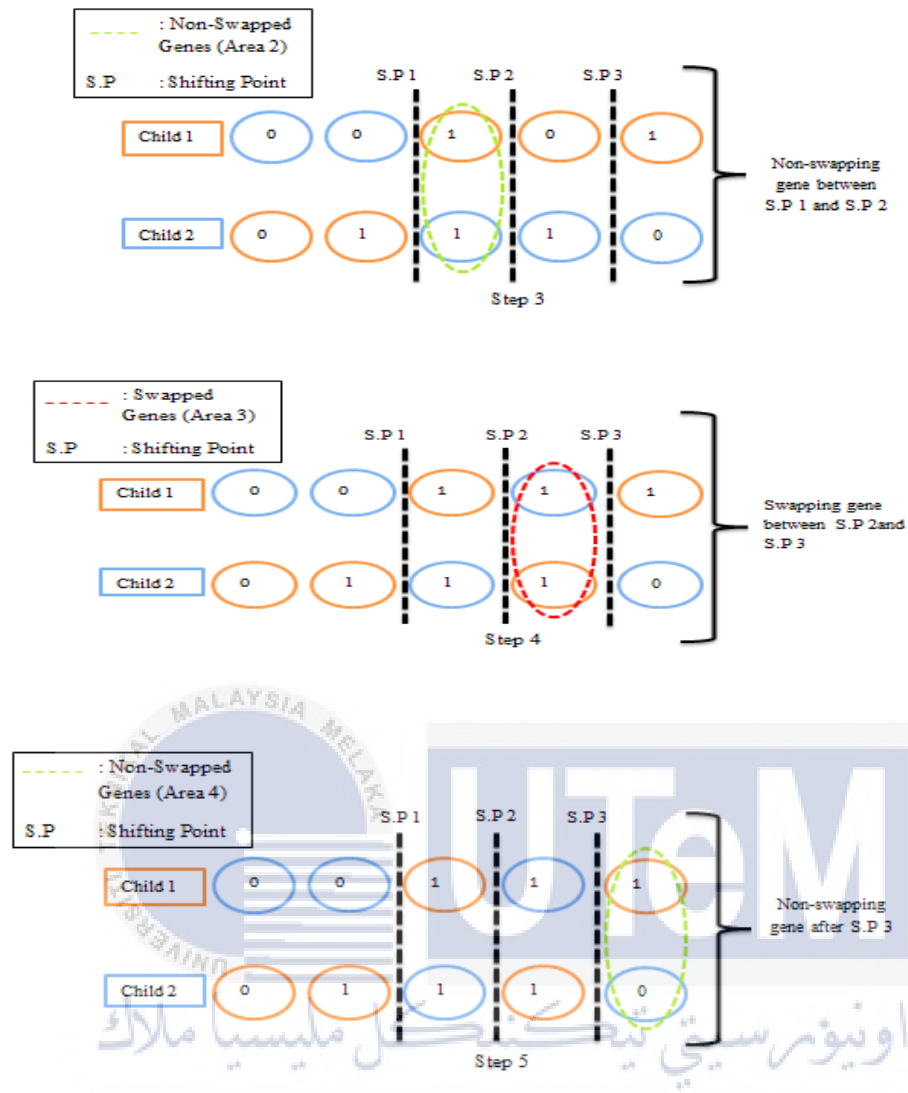 : Non-Swapped
Genes (Area 2)
S.P : Shifting Point
S.P 1 S.P 2 S.P 3
Child 1 0 0 1 0 1
Non-swapping
gene between
S.P 1 and S.P 2
Child 2 0 1 1 1 0
Step 3
: Swapped
Genes (Area 3)
S.P : Shifting Point
S.P 1 S.P 2 S.P 3
Child 1 0 0 1 1 1
Swapping gene
between S.P 2and
S.P 3
Child 2 0 1 1 1 0
Step 4
: Non-Swapped
Genes (Area 4)
S.P : Shifting Point
S.P 1 S.P 2 S.P 3
Child 1 0 0 1 1 1
Non-swapping
gene after S.P 3
Child 2 0 1 1 1 0
Step 5
UNIVERSITI TEKNIKAL MALAYSIA MELAKA
UTeM
اونيۏرسيتي تيكنيكل مليسيا ملاك